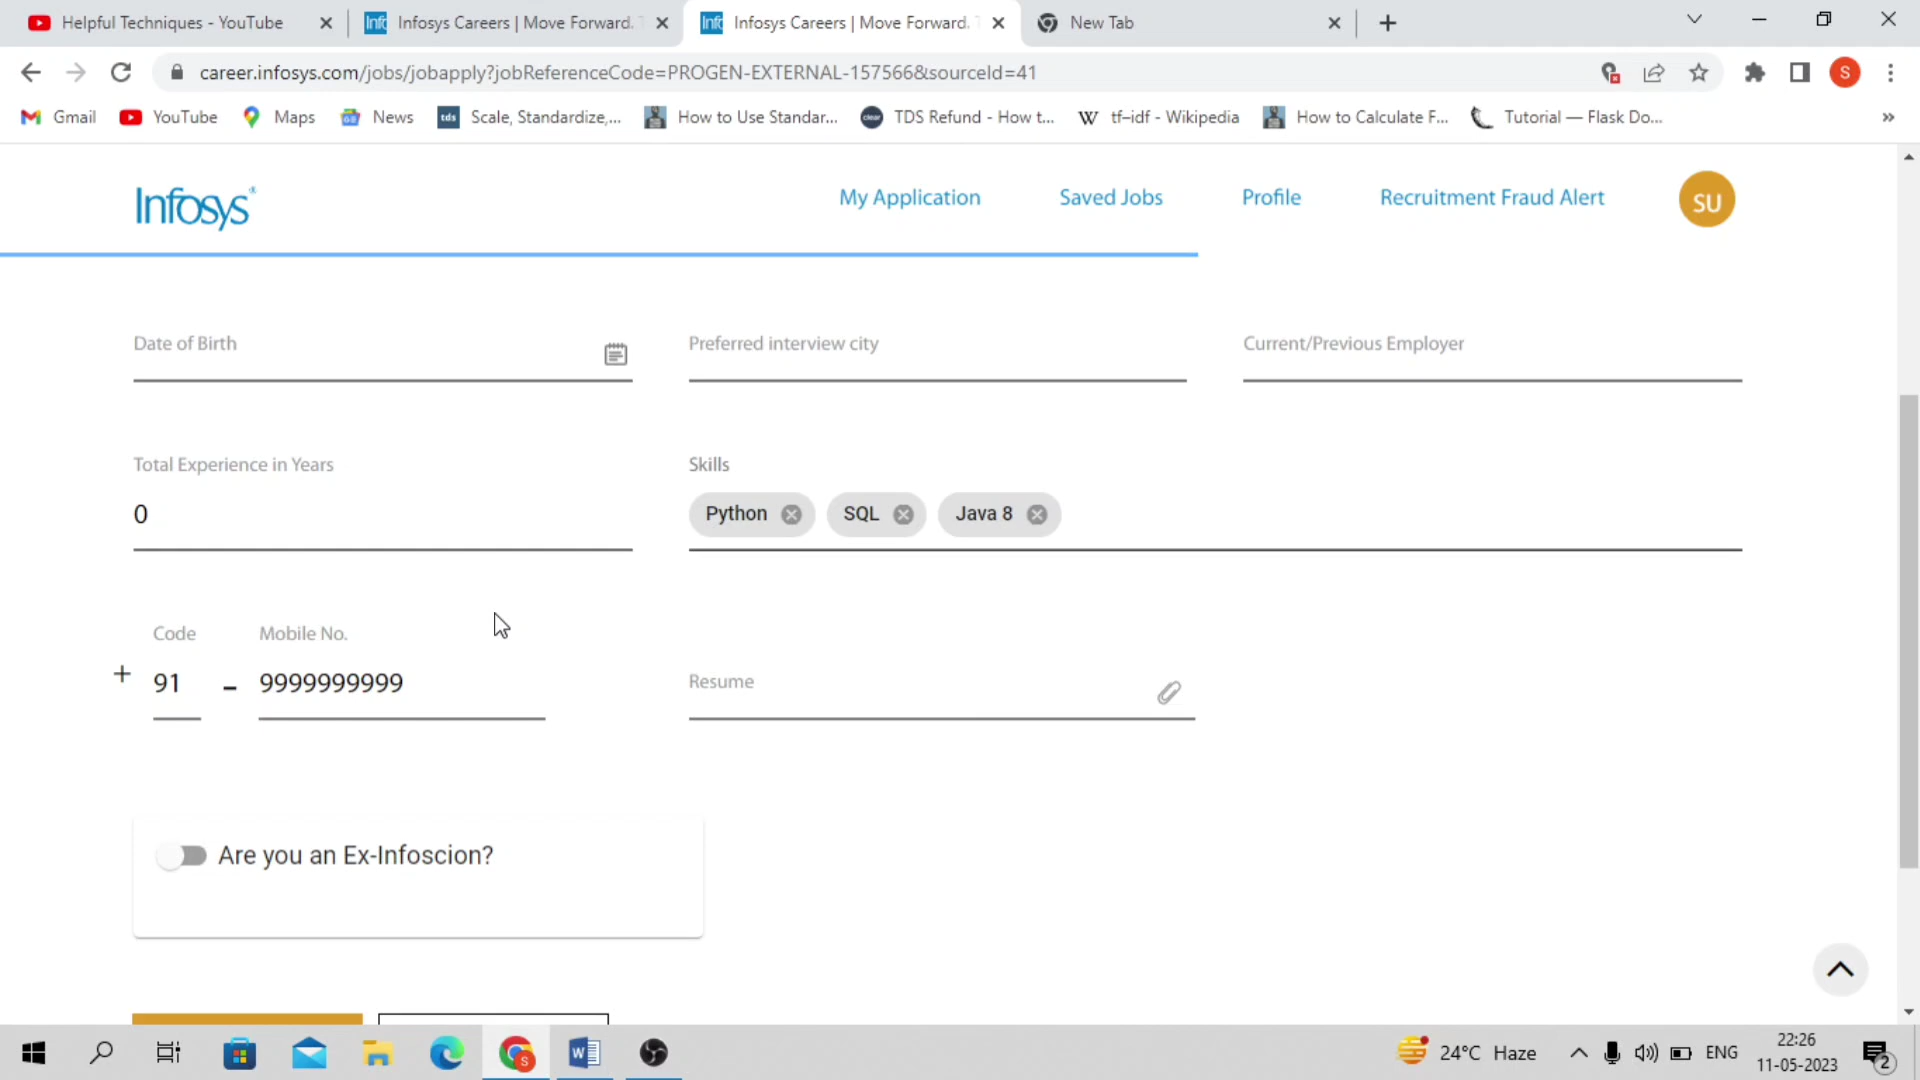 Helpful Techniques - YouTube
Infosys Careers | Move Forward.
Infosys Careers | Move Forward.
New Tab
career.infosys.com/jobs/jobapply?jobReferenceCode=PROGEN-EXTERNAL-157566&sourceId=41
S
Gmail
YouTube
Maps
News
tds Scale, Standardize,...
How to Use Standar...
clear TDS Refund - How t...
W tf–idf - Wikipedia
How to Calculate F...
Tutorial — Flask Do...
»
Infosys
My Application
Saved Jobs
Profile
Recruitment Fraud Alert
SU
Date of Birth
Preferred interview city
Current/Previous Employer
Total Experience in Years
0
Skills
Python
SQL
Java 8
Code
Mobile No.
+ 91 - 9999999999
Resume
Are you an Ex-Infoscion?
24°C Haze
ENG
22:26
11-05-2023
2